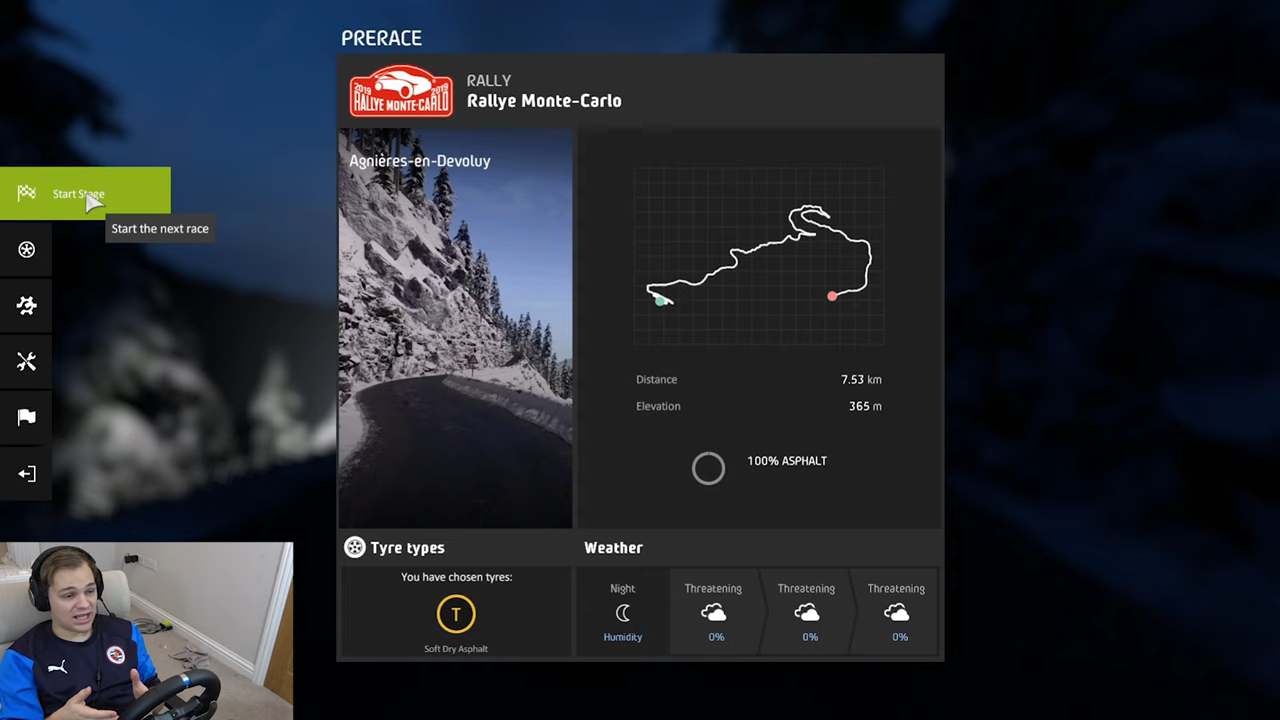 PRERACE
2019 2019
RALLYE MONTE-CARLO
RALLY
Rallye Monte-Carlo
Agnières-en-Devoluy
Start Stage
Start the next race
Distance 7.53 km
Elevation 365 m
100% ASPHALT
Tyre types
You have chosen tyres:
T
Soft Dry Asphalt
Weather
Night Threatening Threatening Threatening
Humidity 0% 0% 0%